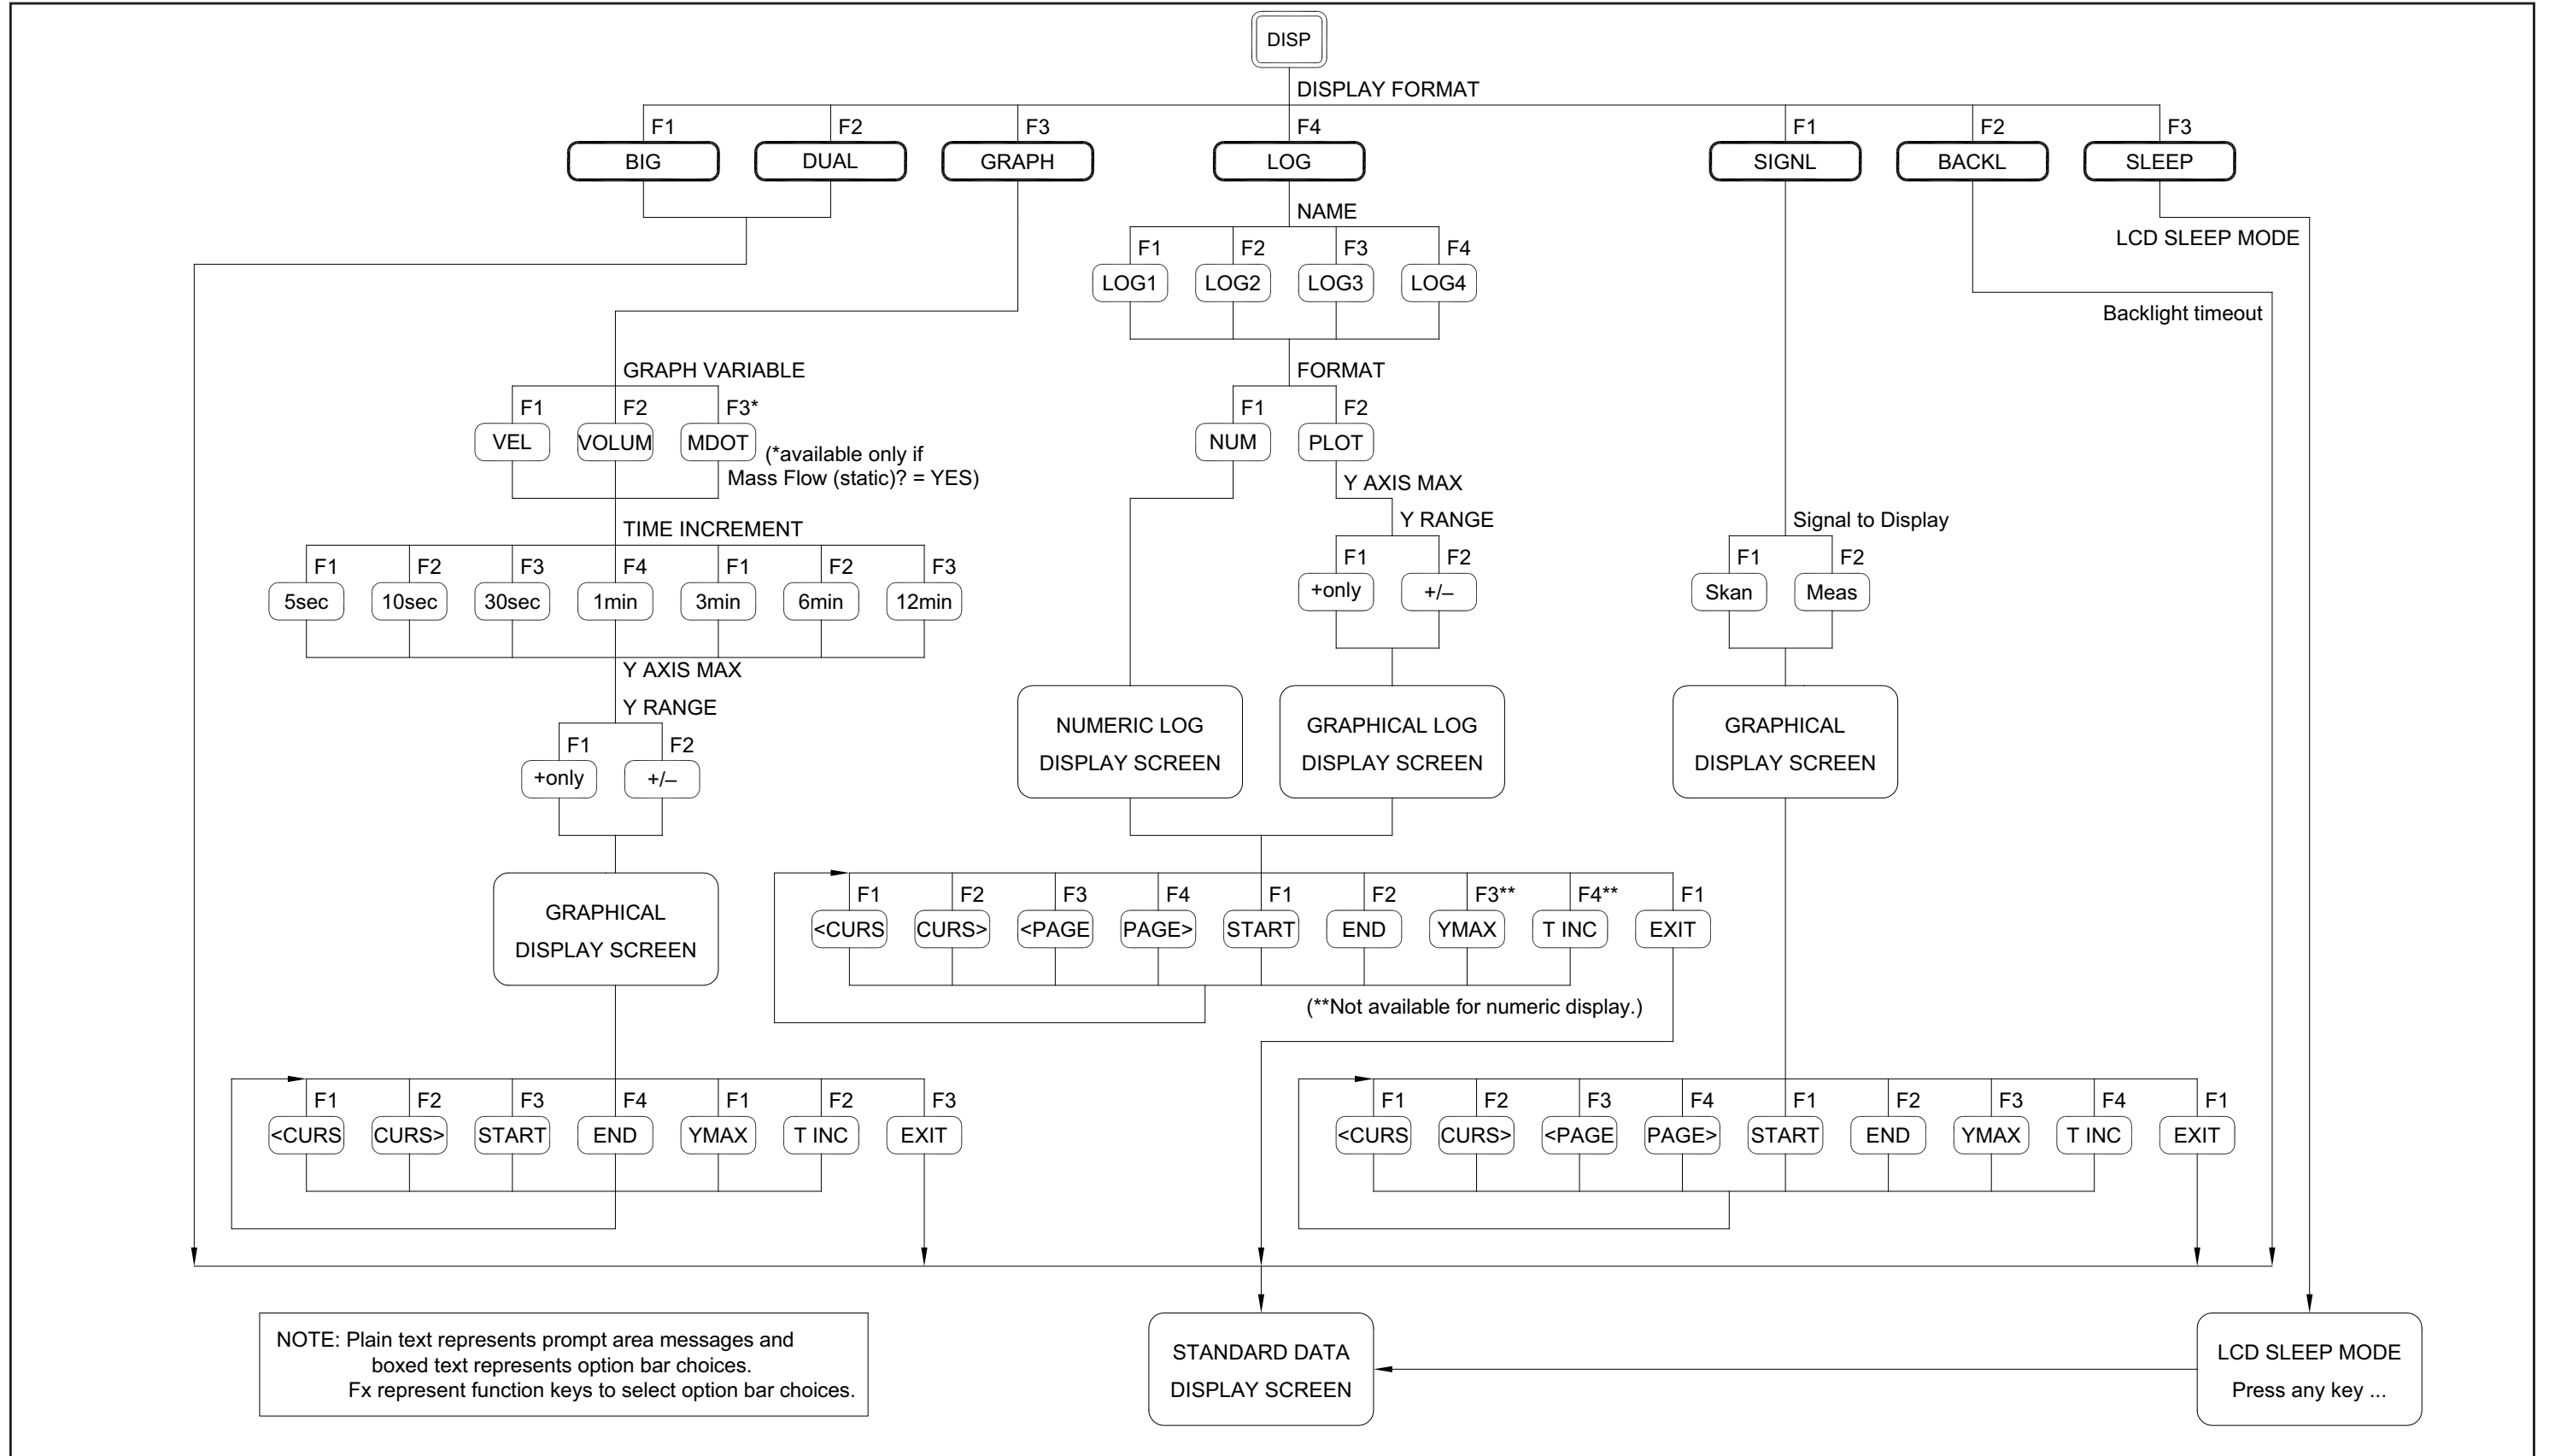 DISP
DISPLAY FORMAT
F1 F2 F3 F4 F1 F2 F3
BIG DUAL GRAPH LOG SIGNL BACKL SLEEP
NAME
LCD SLEEP MODE
F1 F2 F3 F4
LOG1 LOG2 LOG3 LOG4
Backlight timeout
GRAPH VARIABLE
F1 F2 F3*
VEL VOLUM MDOT
(*available only if
Mass Flow (static)? = YES)
FORMAT
F1 F2
NUM PLOT
Y AXIS MAX
Y RANGE
F1 F2
+only +/–
Signal to Display
F1 F2
Skan Meas
TIME INCREMENT
F1 F2 F3 F4 F1 F2 F3
5sec 10sec 30sec 1min 3min 6min 12min
Y AXIS MAX
Y RANGE
F1 F2
+only +/–
NUMERIC LOG
DISPLAY SCREEN
GRAPHICAL LOG
DISPLAY SCREEN
GRAPHICAL
DISPLAY SCREEN
GRAPHICAL
DISPLAY SCREEN
F1 F2 F3 F4 F1 F2 F3** F4** F1
<CURS CURS> <PAGE PAGE> START END YMAX T INC EXIT
(**Not available for numeric display.)
F1 F2 F3 F4 F1 F2 F3
<CURS CURS> START END YMAX T INC EXIT
F1 F2 F3 F4 F1 F2 F3 F4 F1
<CURS CURS> <PAGE PAGE> START END YMAX T INC EXIT
NOTE: Plain text represents prompt area messages and
boxed text represents option bar choices.
Fx represent function keys to select option bar choices.
STANDARD DATA
DISPLAY SCREEN
LCD SLEEP MODE
Press any key ...